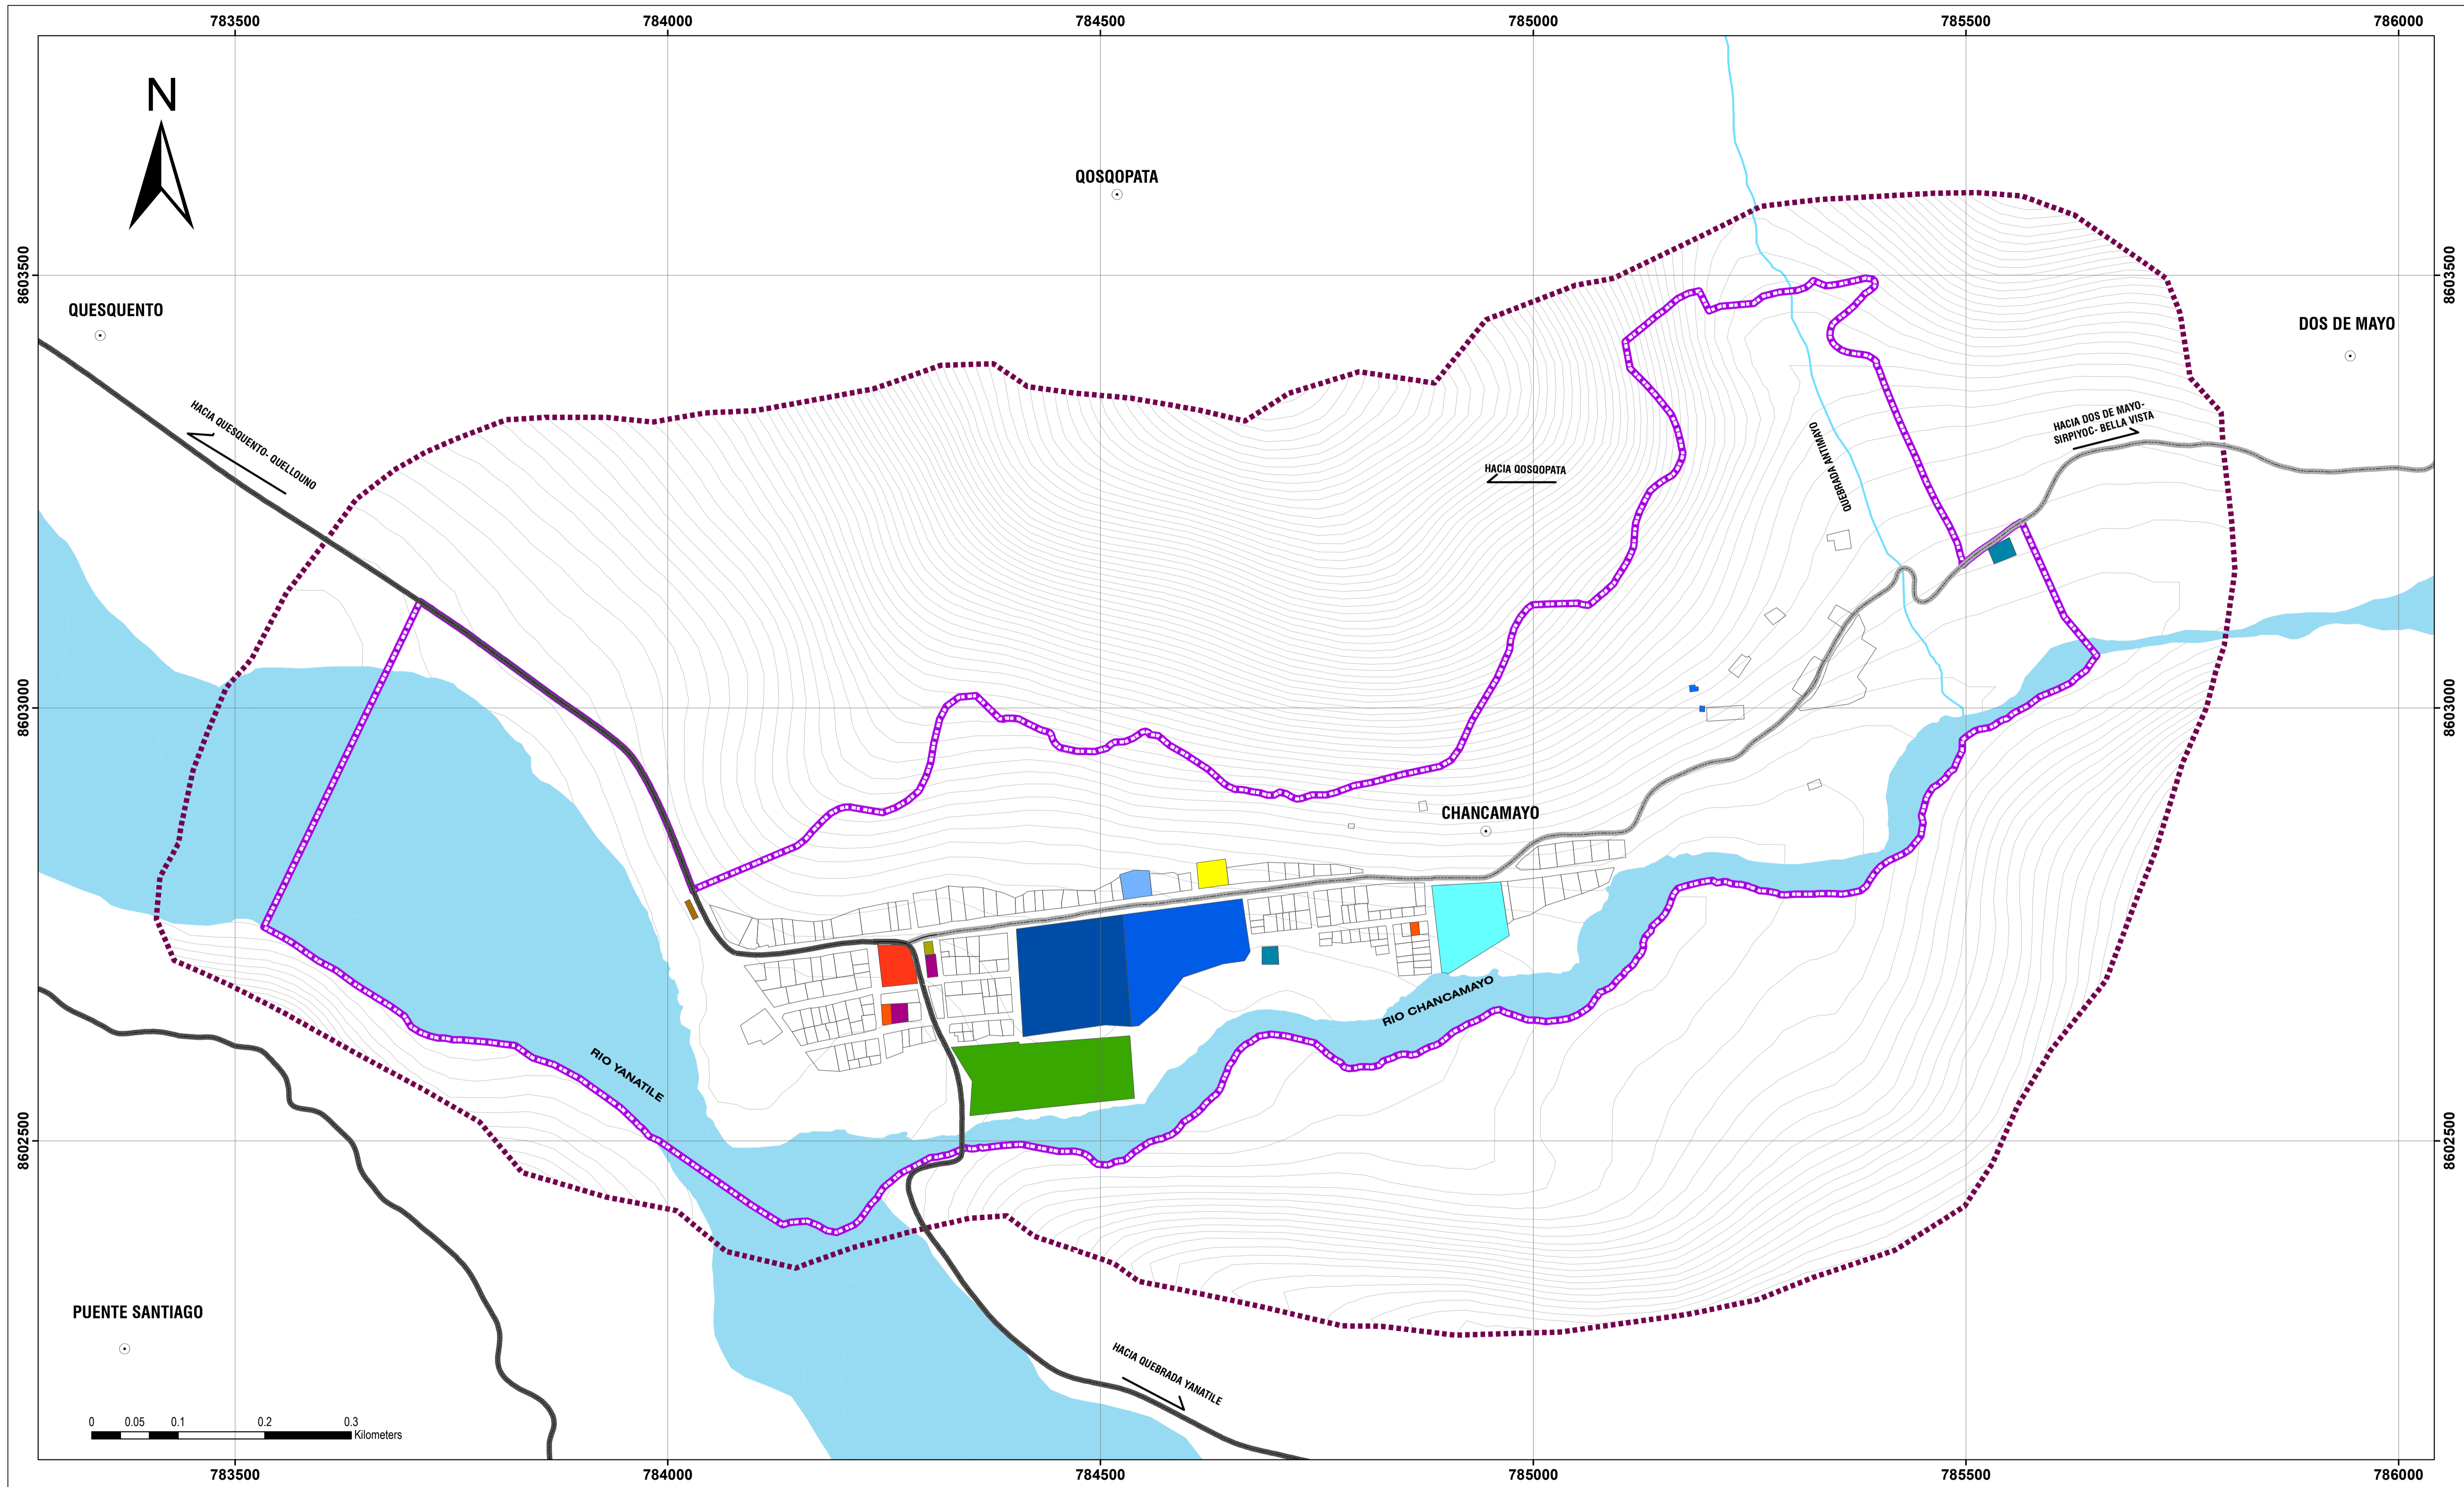 783500
784000
784500
785000
785500
786000
N
QOSQOPATA
8603500
8603500
QUESQUENTO
DOS DE MAYO
HACIA QUESQUENTO- QUELLOUNO
HACIA DOS DE MAYO-
SIRPIYOC- BELLA VISTA
HACIA QOSQOPATA
QUEBRADA ANTIMAYO
8603000
8603000
CHANCAMAYO
RIO CHANCAMAYO
RIO YANATILE
8602500
8602500
PUENTE SANTIAGO
HACIA QUEBRADA YANATILE
0
0.05
0.1
0.2
0.3
Kilometers
783500
784000
784500
785000
785500
786000